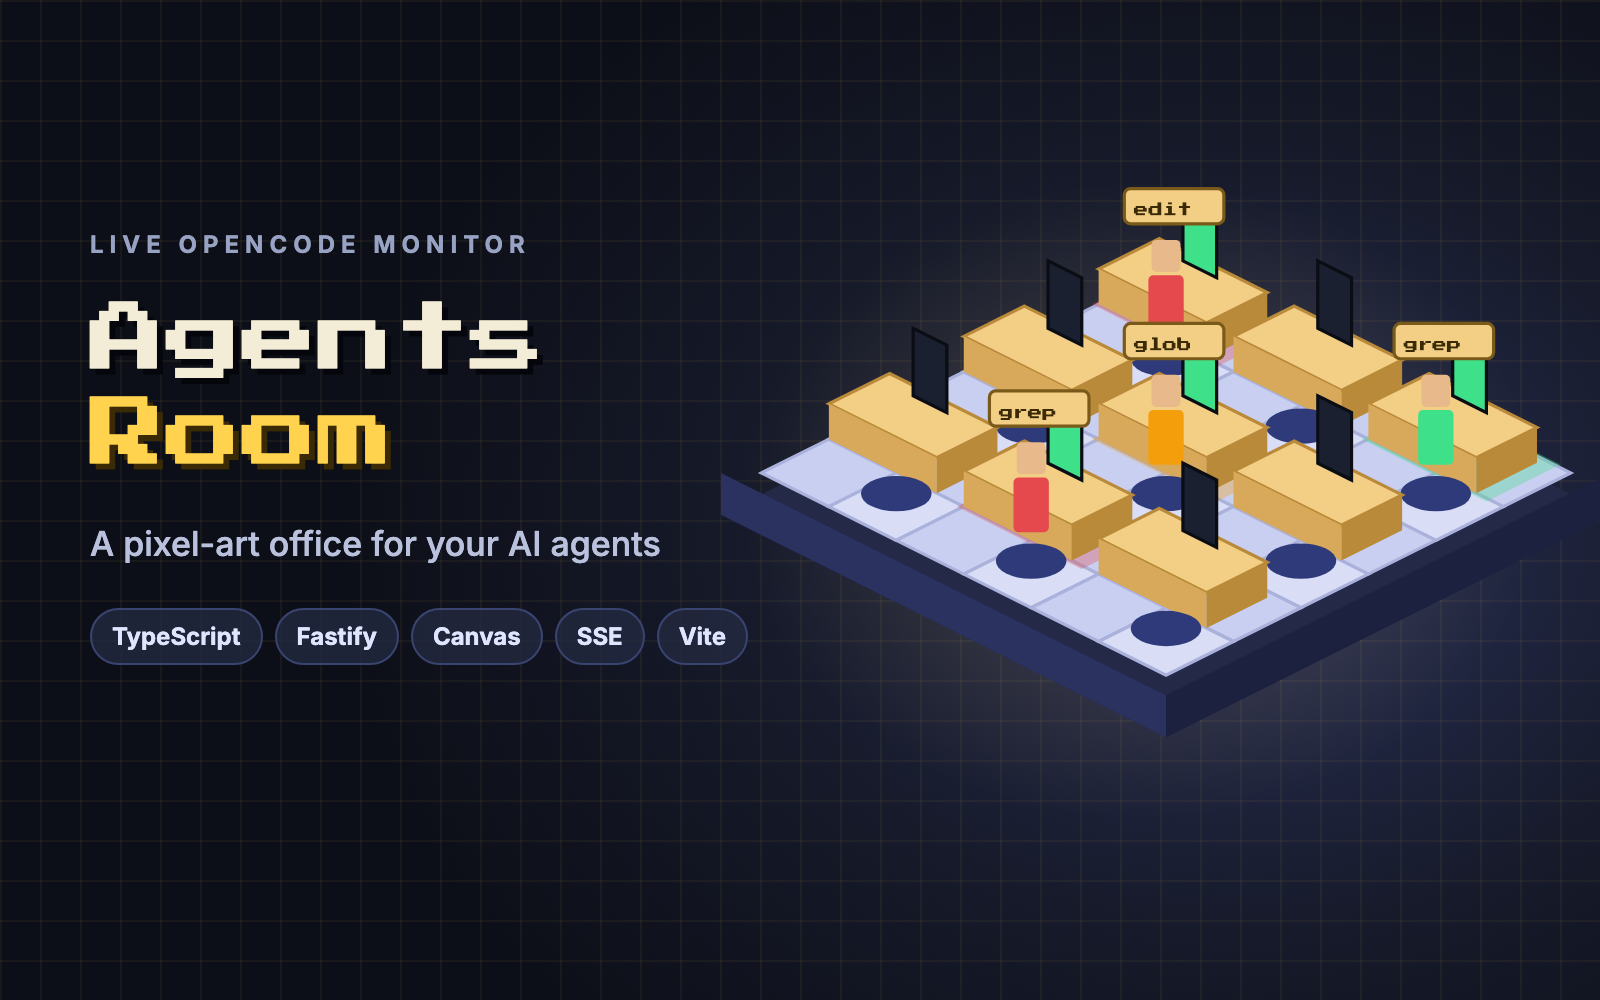 LIVE OPENCODE MONITOR
Agents
Room
A pixel-art office for your AI agents
TypeScript Fastify Canvas SSE Vite
edit
glob
grep
grep